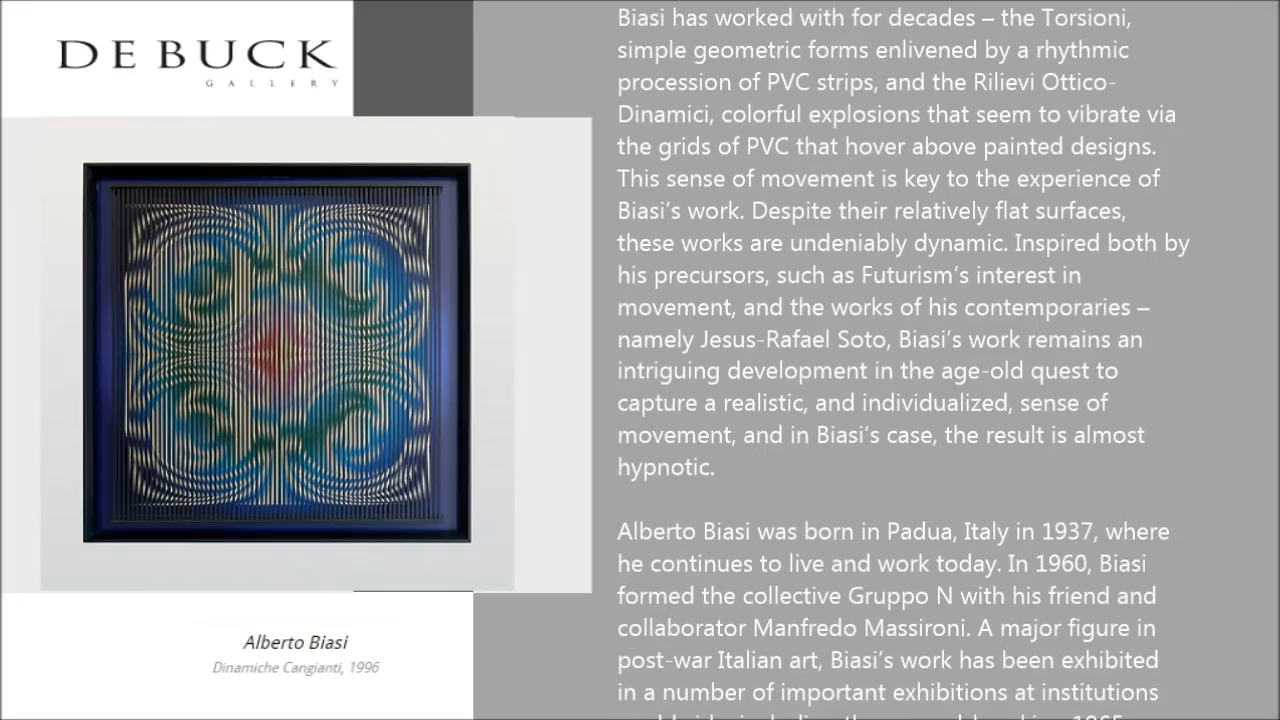 DE BUCK
GALLERY
Alberto Biasi
Dinamiche Cangianti, 1996
Biasi has worked with for decades – the Torsioni,
simple geometric forms enlivened by a rhythmic
procession of PVC strips, and the Rilievi Ottico-
Dinamici, colorful explosions that seem to vibrate via
the grids of PVC that hover above painted designs.
This sense of movement is key to the experience of
Biasi’s work. Despite their relatively flat surfaces,
these works are undeniably dynamic. Inspired both by
his precursors, such as Futurism’s interest in
movement, and the works of his contemporaries –
namely Jesus-Rafael Soto, Biasi’s work remains an
intriguing development in the age-old quest to
capture a realistic, and individualized, sense of
movement, and in Biasi’s case, the result is almost
hypnotic.
Alberto Biasi was born in Padua, Italy in 1937, where
he continues to live and work today. In 1960, Biasi
formed the collective Gruppo N with his friend and
collaborator Manfredo Massironi. A major figure in
post-war Italian art, Biasi’s work has been exhibited
in a number of important exhibitions at institutions